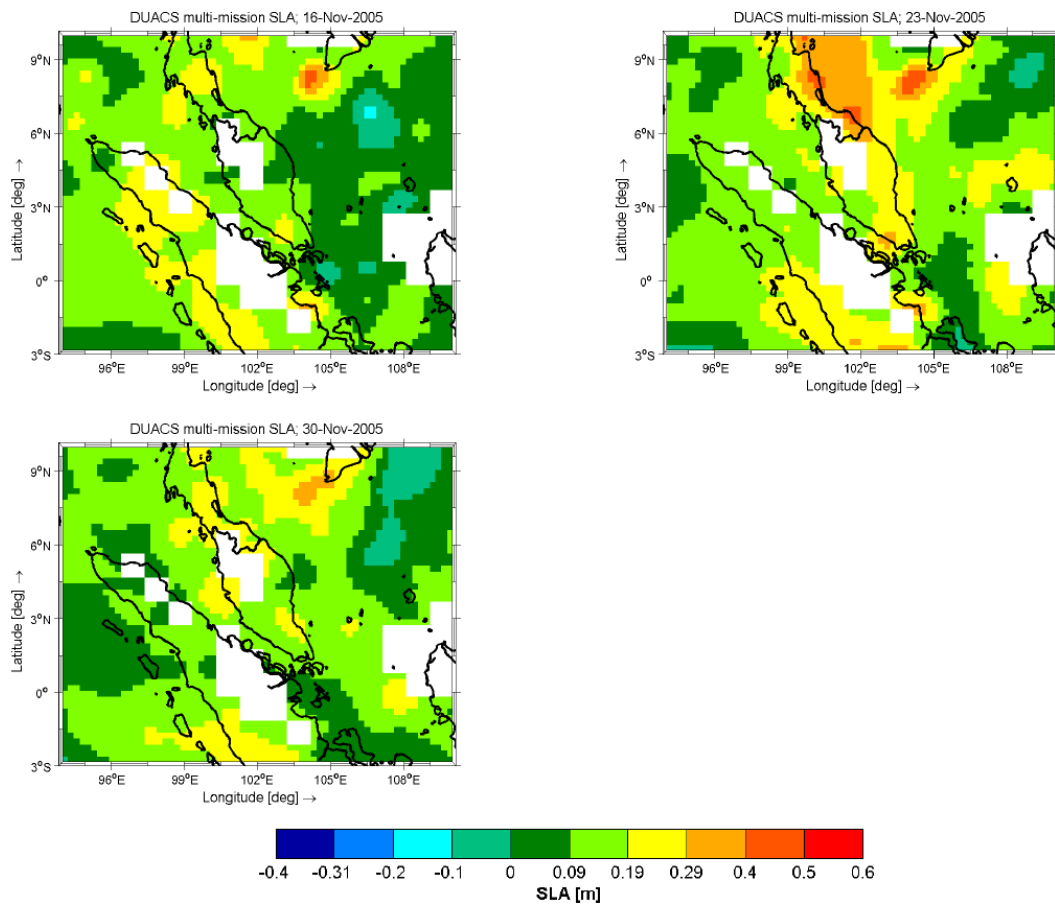 DUACS multi-mission SLA; 16-Nov-2005
9°N
6°N
3°N
0°
3°S
Latitude [deg] →
96°E 99°E 102°E 105°E 108°E
Longitude [deg] →
DUACS multi-mission SLA; 23-Nov-2005
9°N
6°N
3°N
0°
3°S
Latitude [deg] →
96°E 99°E 102°E 105°E 108°E
Longitude [deg] →
DUACS multi-mission SLA; 30-Nov-2005
9°N
6°N
3°N
0°
3°S
Latitude [deg] →
96°E 99°E 102°E 105°E 108°E
Longitude [deg] →
-0.4 -0.31 -0.2 -0.1 0 0.09 0.19 0.29 0.4 0.5 0.6
SLA [m]